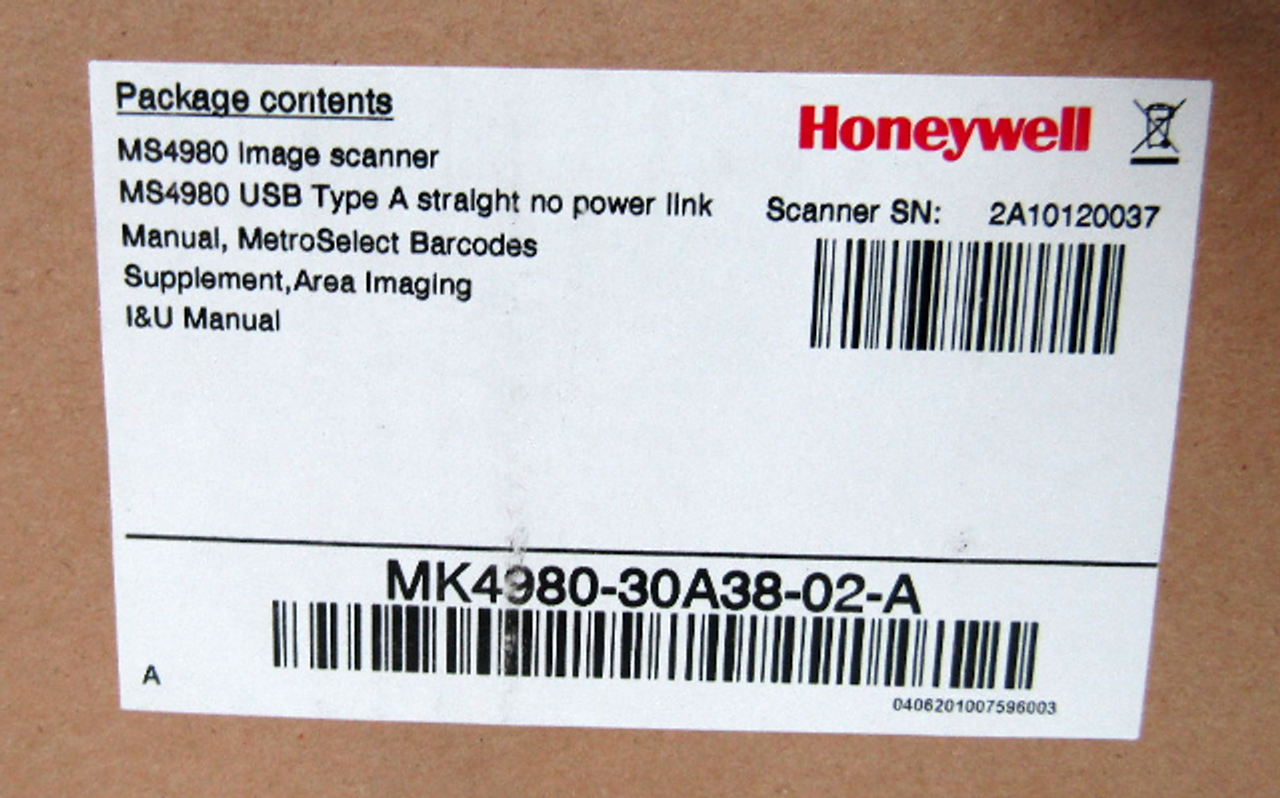 Package contents
MS4980 Image scanner
MS4980 USB Type A straight no power link
Manual, MetroSelect Barcodes
Supplement,Area Imaging
I&U Manual
Honeywell
Scanner SN: 2A10120037
MK4980-30A38-02-A
A
0406201007596003